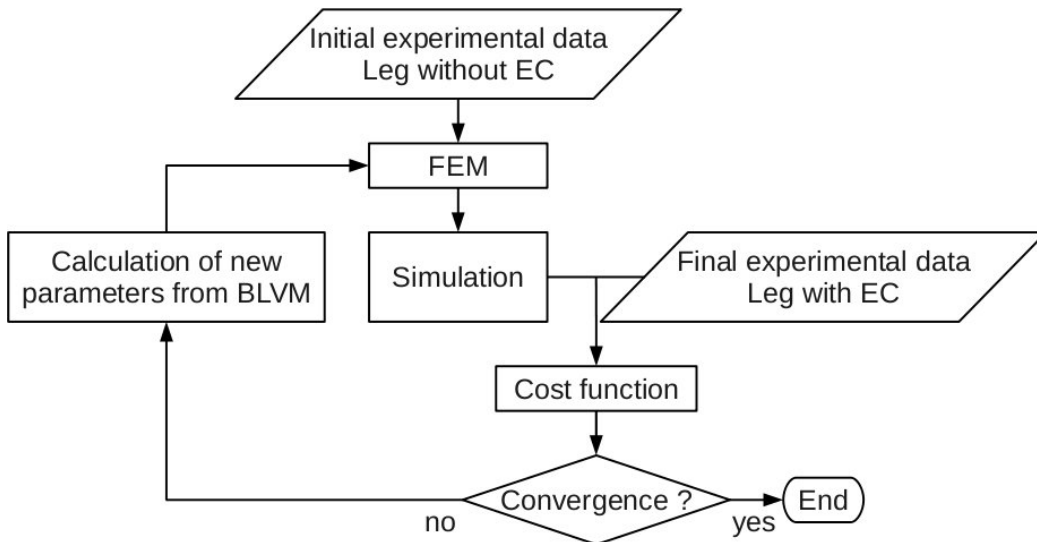 Initial experimental data
Leg without EC
FEM
Calculation of new
parameters from BLVM
Simulation
Final experimental data
Leg with EC
Cost function
Convergence ?
no
yes
End